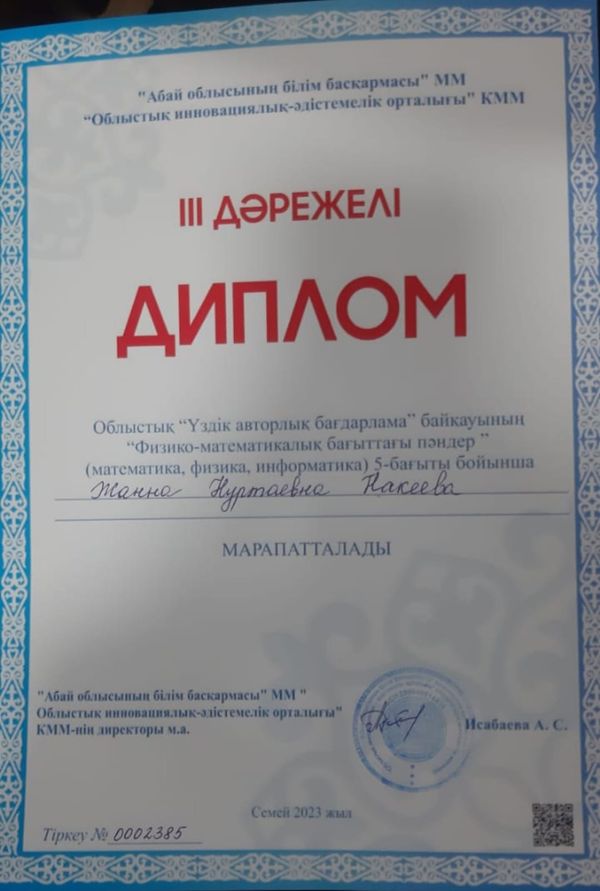 "Абай облысының білім басқармасы" ММ
"Облыстық инновациялық-әдістемелік орталығы" КММ
III ДӘРЕЖЕЛІ
ДИПЛОМ
Облыстық "Үздік авторлық бағдарлама" байқауының
"Физико-математикалық бағыттағы пәндер "
(математика, физика, информатика) 5-бағыты бойынша
Жанна Нуртаевна Какеева
МАРАПАТТАЛАДЫ
"Абай облысының білім басқармасы" ММ "
Облыстық инновациялық-әдістемелік орталығы"
КММ-нің директоры м.а.
Исабаева А. С.
Семей 2023 жыл
Тіркеу № 0002385